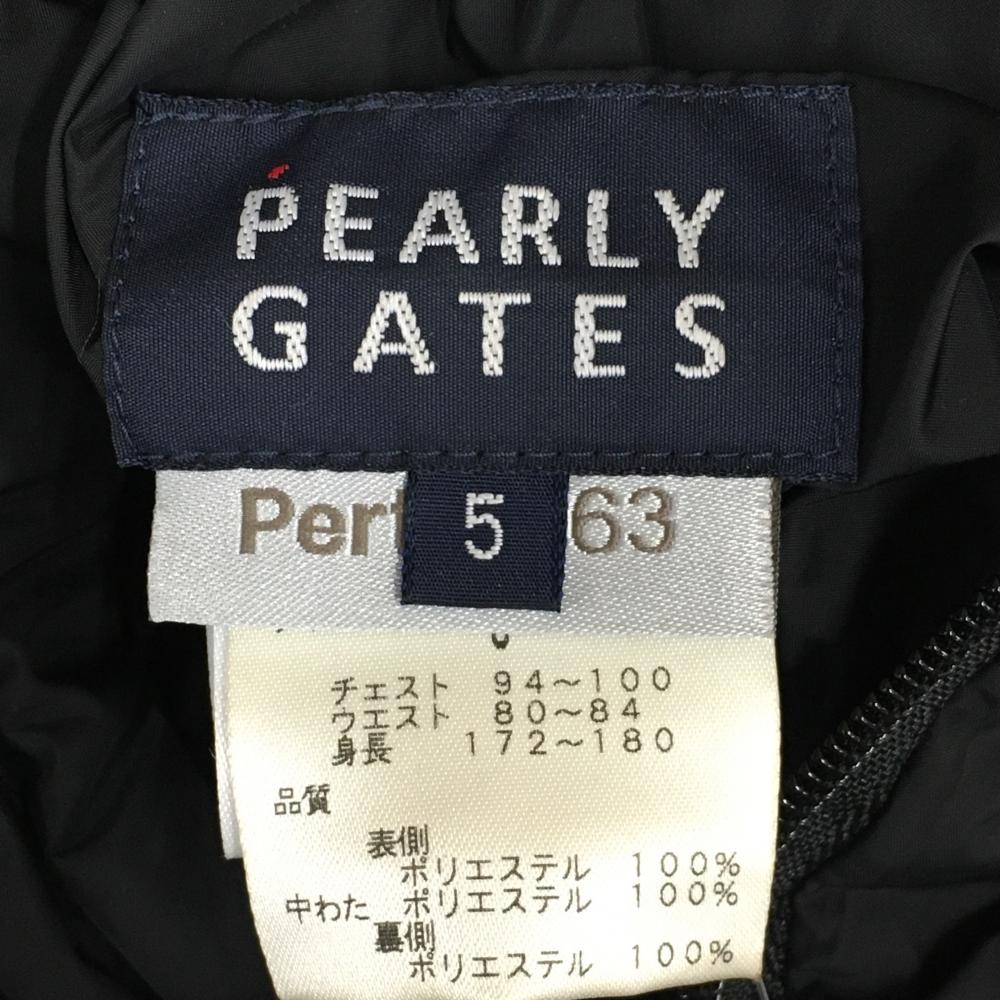 PEARLY
GATES
5
63
チェスト 94～100
ウエスト 80～84
身長 172～180
品質
表側
ポリエステル 100%
中わた ポリエステル 100%
裏側
ポリエステル 100%